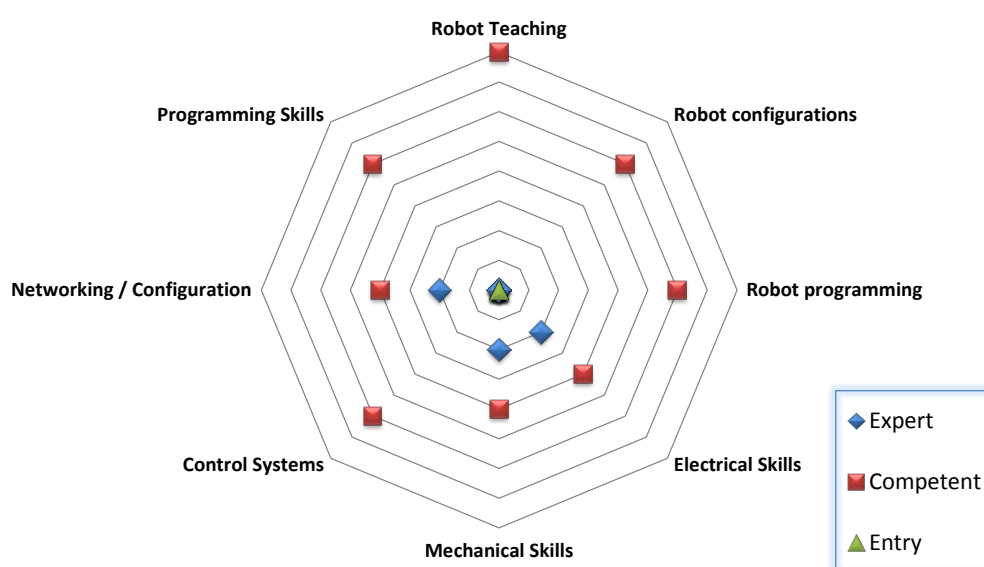 Robot Teaching
Programming Skills
Robot configurations
Networking / Configuration
Robot programming
Control Systems
Electrical Skills
Mechanical Skills
Expert
Competent
Entry